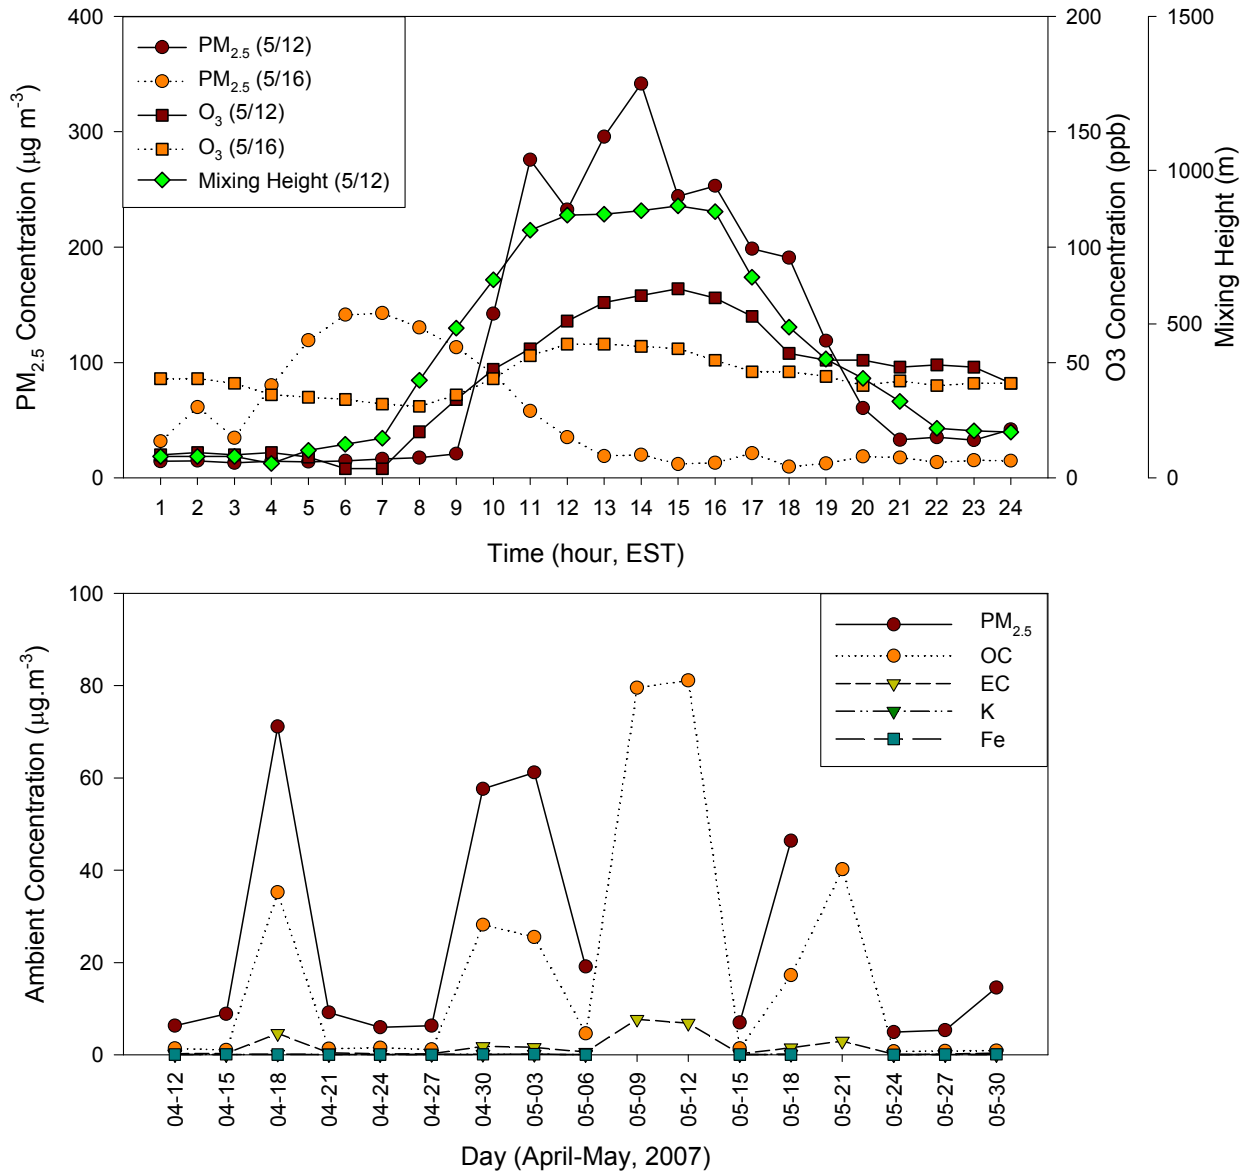 PM2.5 Concentration (μg m-3)
400
300
200
100
0
PM2.5 (5/12)
PM2.5 (5/16)
O3 (5/12)
O3 (5/16)
Mixing Height (5/12)
200
150
100
50
0
O3 Concentration (ppb)
1500
1000
500
0
Mixing Height (m)
1 2 3 4 5 6 7 8 9 10 11 12 13 14 15 16 17 18 19 20 21 22 23 24
Time (hour, EST)
Ambient Concentration (μg.m-3)
100
80
60
40
20
0
PM2.5
OC
EC
K
Fe
04-12 04-15 04-18 04-21 04-24 04-27 04-30 05-03 05-06 05-09 05-12 05-15 05-18 05-21 05-24 05-27 05-30
Day (April-May, 2007)